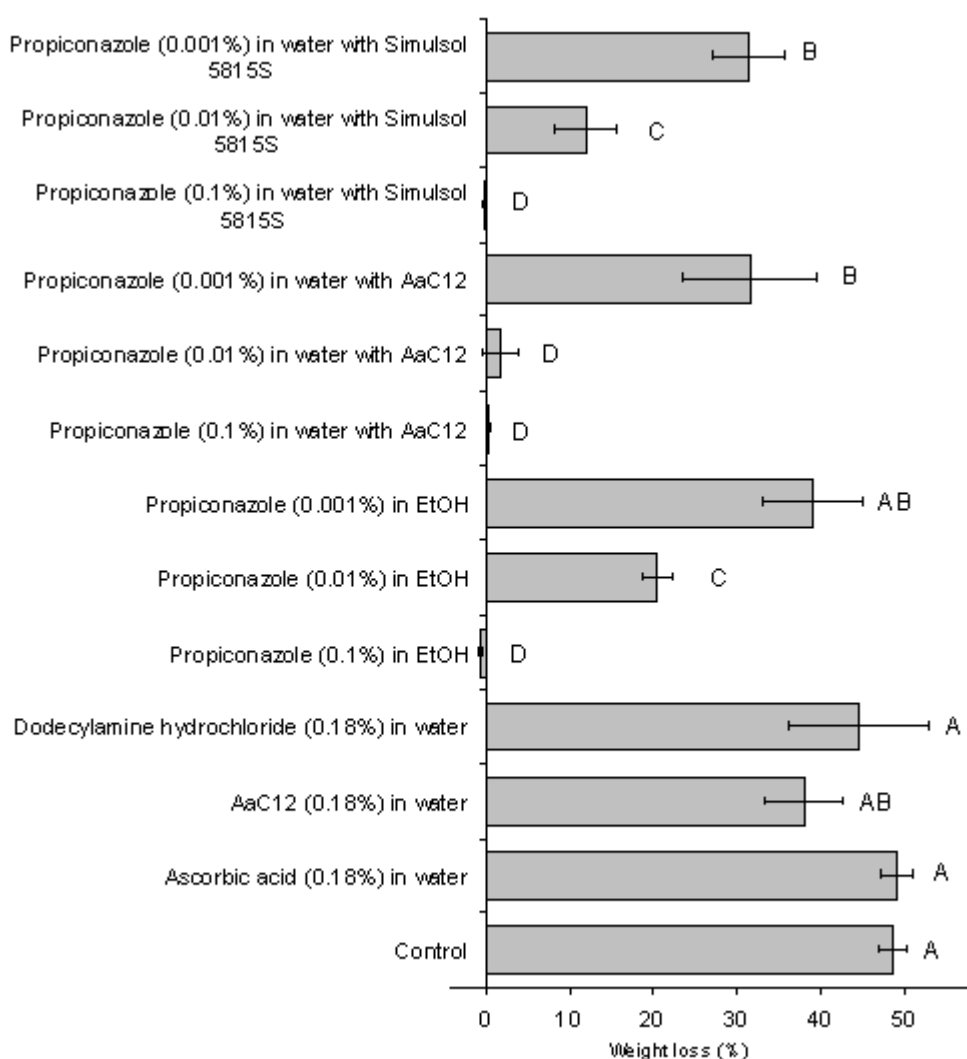 Propiconazole (0.001%) in water with Simulsol
5815S
B
Propiconazole (0.01%) in water with Simulsol
5815S
C
Propiconazole (0.1%) in water with Simulsol
5815S
D
Propiconazole (0.001%) in water with AaC12
B
Propiconazole (0.01%) in water with AaC12
D
Propiconazole (0.1%) in water with AaC12
D
Propiconazole (0.001%) in EtOH
AB
Propiconazole (0.01%) in EtOH
C
Propiconazole (0.1%) in EtOH
D
Dodecylamine hydrochloride (0.18%) in water
A
AaC12 (0.18%) in water
AB
Ascorbic acid (0.18%) in water
A
Control
A
0 10 20 30 40 50
Weight loss (%)